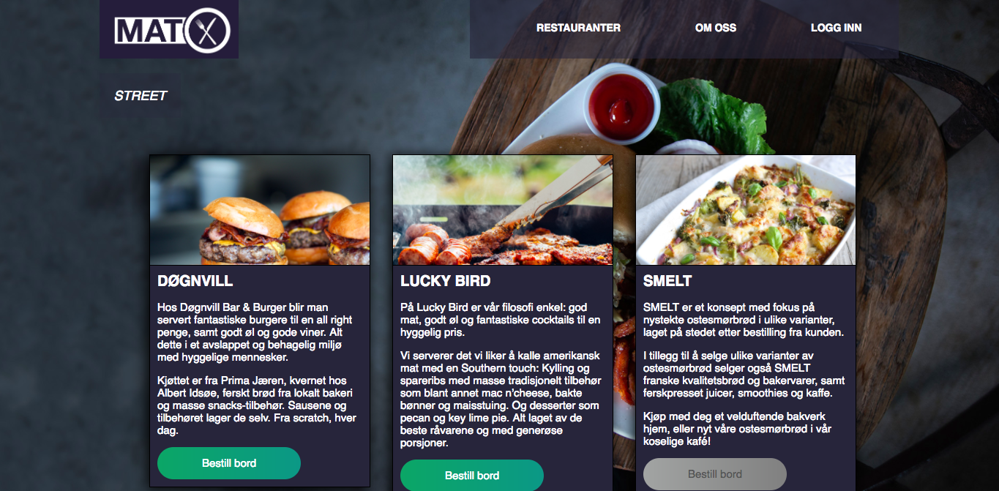 MAT
RESTAURANTER
OM OSS
LOGG INN
STREET
DØGNVILL
Hos Døgnvill Bar & Burger blir man
servert fantastiske burgere til en all right
penge, samt godt øl og gode viner. Alt
dette i et avslappet og behagelig miljø
med hyggelige mennesker.
Kjøttet er fra Prima Jæren, kvernet hos
Albert Idsøe, ferskt brød fra lokalt bakeri
og masse snacks-tilbehør. Sausene og
tilbehøret lager de selv. Fra scratch, hver
dag.
Bestill bord
LUCKY BIRD
På Lucky Bird er vår filosofi enkel: god
mat, godt øl og fantastiske cocktails til en
hyggelig pris.
Vi serverer det vi liker å kalle amerikansk
mat med en Southern touch: Kylling og
spareribs med masse tradisjonelt tilbehør
som blant annet mac n'cheese, bakte
bønner og maisstuing. Og desserter som
pecan og key lime pie. Alt laget av de
beste råvarene og med generøse
porsjoner.
Bestill bord
SMELT
SMELT er et konsept med fokus på
nystekte ostesmørbrød i ulike varianter,
laget på stedet etter bestilling fra kunden.
I tillegg til å selge ulike varianter av
ostesmørbrød selger også SMELT
franske kvalitetsbrød og bakervarer, samt
ferskpresset juicer, smoothies og kaffe.
Kjøp med deg et velduftende bakverk
hjem, eller nyt våre ostesmørbrød i vår
koselige kafé!
Bestill bord